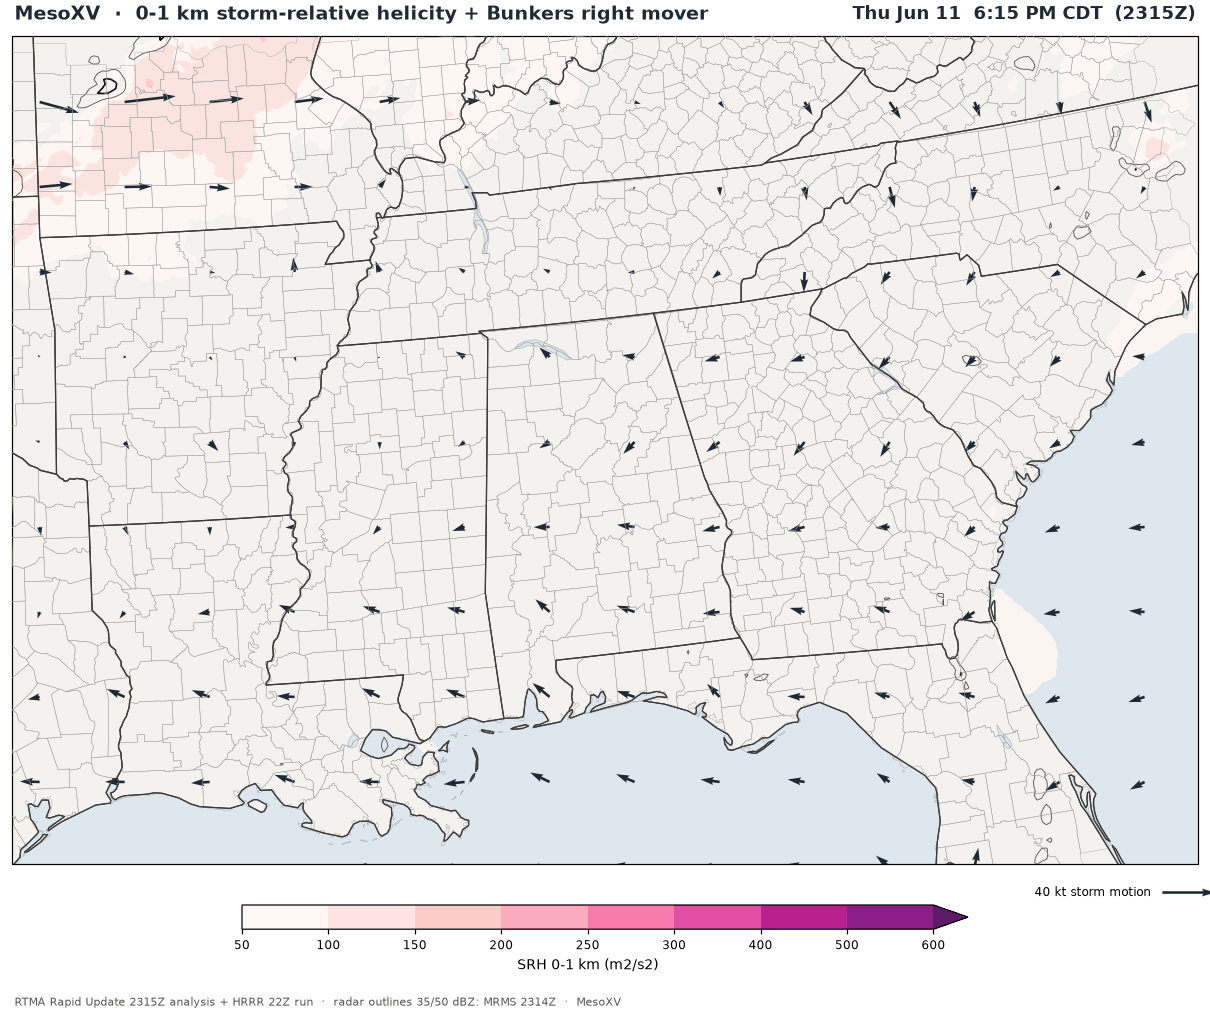 MesoXV · 0-1 km storm-relative helicity + Bunkers right mover
Thu Jun 11 6:15 PM CDT (2315Z)
40 kt storm motion
50 100 150 200 250 300 400 500 600
SRH 0-1 km (m2/s2)
RTMA Rapid Update 2315Z analysis + HRRR 22Z run · radar outlines 35/50 dBZ: MRMS 2314Z · MesoXV